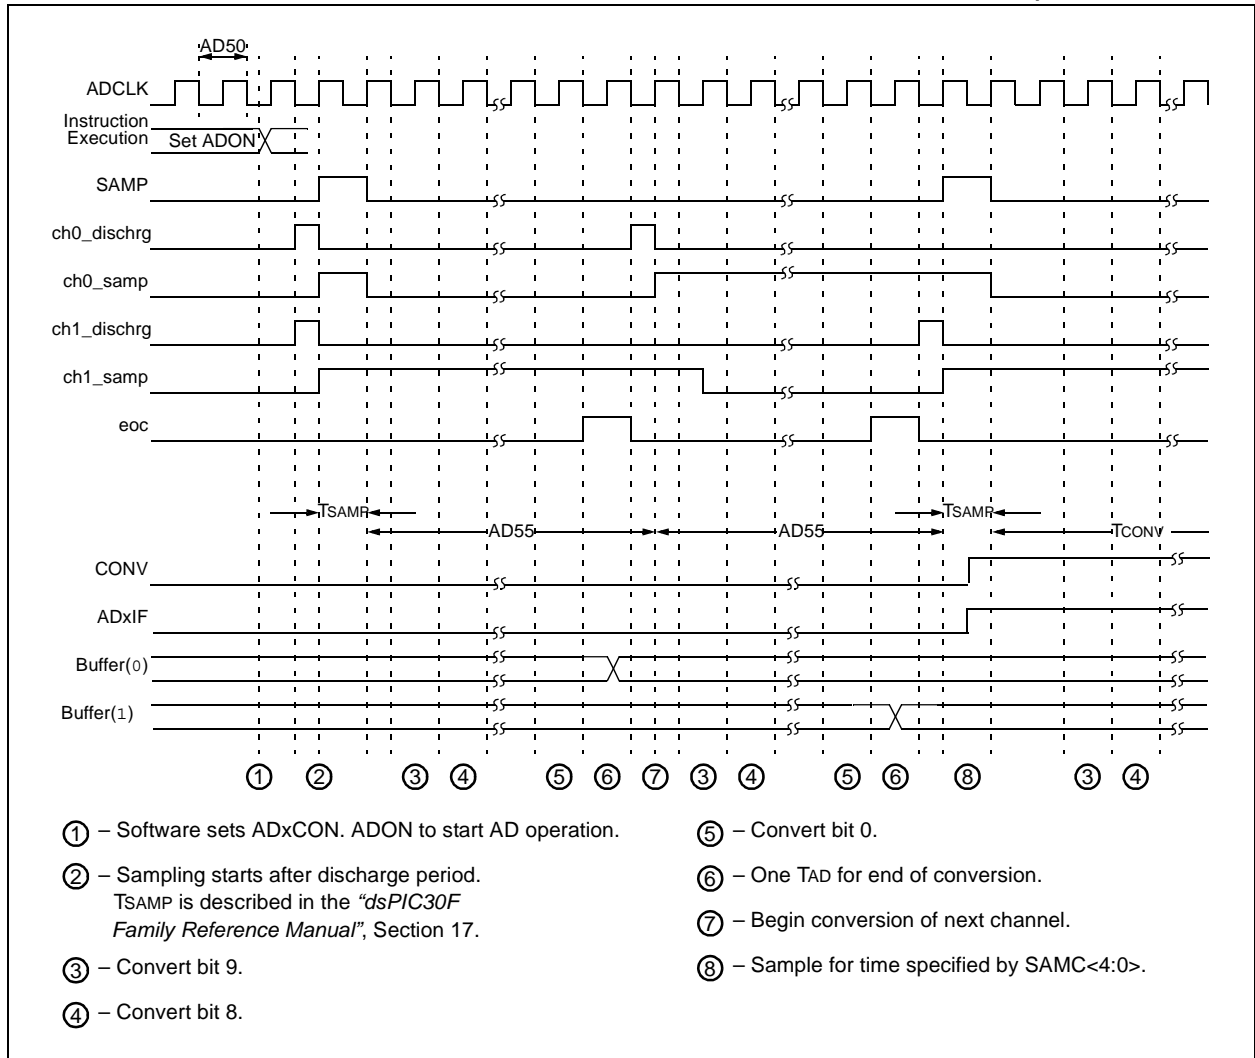 AD50
ADCLK
Instruction
Execution Set ADON
SAMP
ch0_dischrg
ch0_samp
ch1_dischrg
ch1_samp
eoc
TSAMP TSAMP
AD55 AD55 TCONV
CONV
ADxIF
Buffer(0)
Buffer(1)
1 2 3 4 5 6 7 3 4 5 6 8 3 4
1 – Software sets ADxCON. ADON to start AD operation.
2 – Sampling starts after discharge period.
TSAMP is described in the "dsPIC30F
Family Reference Manual", Section 17.
3 – Convert bit 9.
4 – Convert bit 8.
5 – Convert bit 0.
6 – One TAD for end of conversion.
7 – Begin conversion of next channel.
8 – Sample for time specified by SAMC<4:0>.